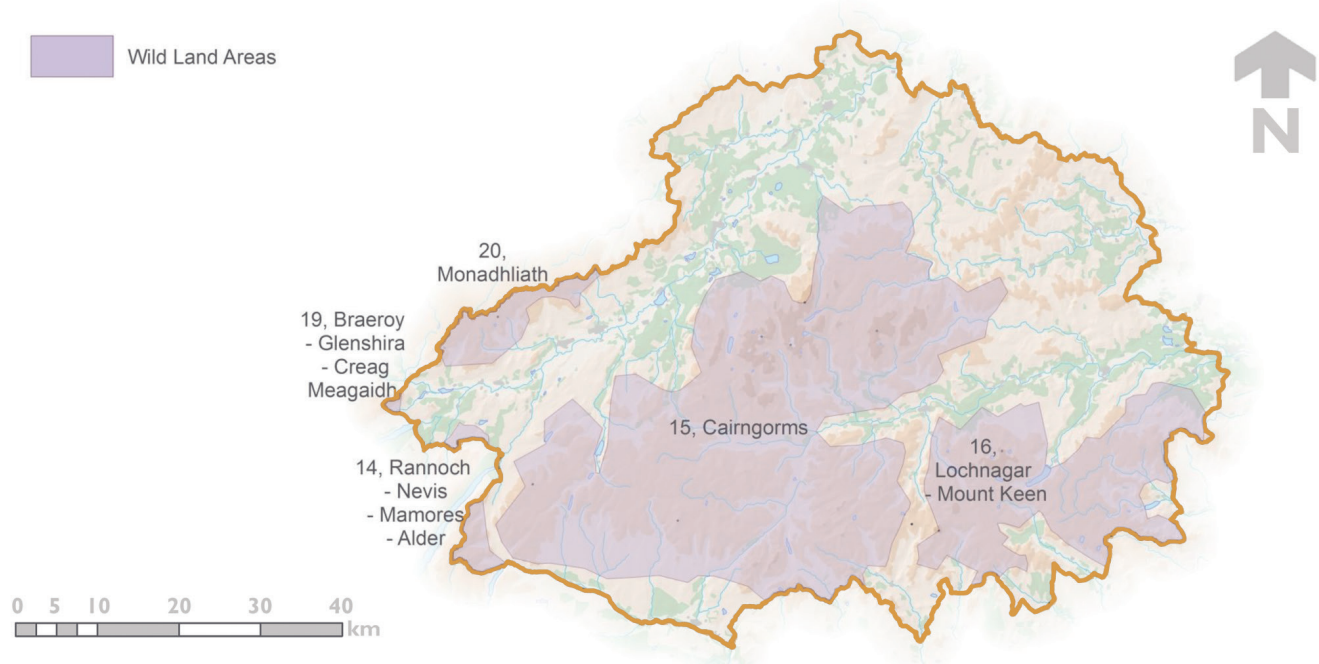 Wild Land Areas
N
20,
Monadhliath
19, Braeroy
- Glenshira
- Creag
Meagaidh
15, Cairngorms
16,
Lochnagar
- Mount Keen
14, Rannoch
- Nevis
- Mamores
- Alder
0 5 10 20 30 40
km